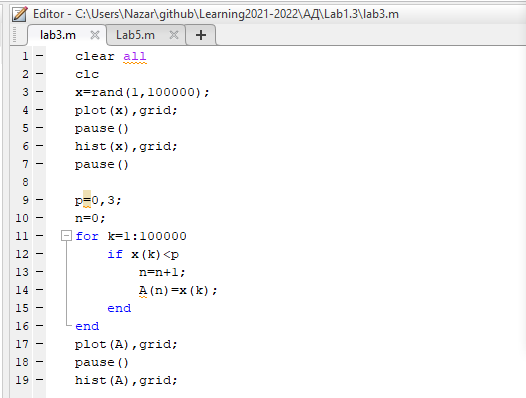 Editor - C:\Users\Nazar\github\Learning2021-2022\АД\Lab1.3\lab3.m
lab3.m Lab5.m
1 clear all
2 clc
3 x=rand(1,100000);
4 plot(x),grid;
5 pause()
6 hist(x),grid;
7 pause()
8
9 p=0,3;
10 n=0;
11 for k=1:100000
12 if x(k)<p
13 n=n+1;
14 A(n)=x(k);
15 end
16 end
17 plot(A),grid;
18 pause()
19 hist(A),grid;